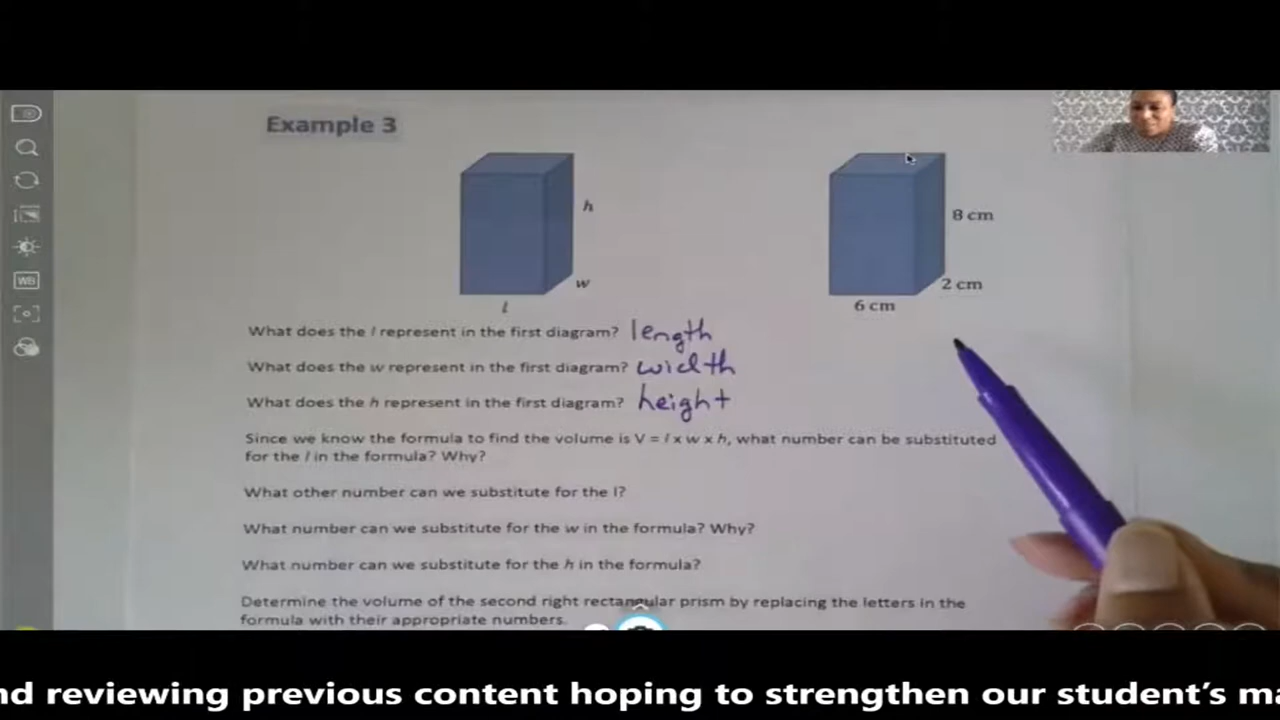 Example 3
h
w
l
8 cm
2 cm
6 cm
What does the l represent in the first diagram? length
What does the w represent in the first diagram? width
What does the h represent in the first diagram? height
Since we know the formula to find the volume is V = l x w x h, what number can be substituted
for the l in the formula? Why?
What other number can we substitute for the l?
What number can we substitute for the w in the formula? Why?
What number can we substitute for the h in the formula?
Determine the volume of the second right rectangular prism by replacing the letters in the
formula with their appropriate numbers.
WB
nd reviewing previous content hoping to strengthen our student's ma